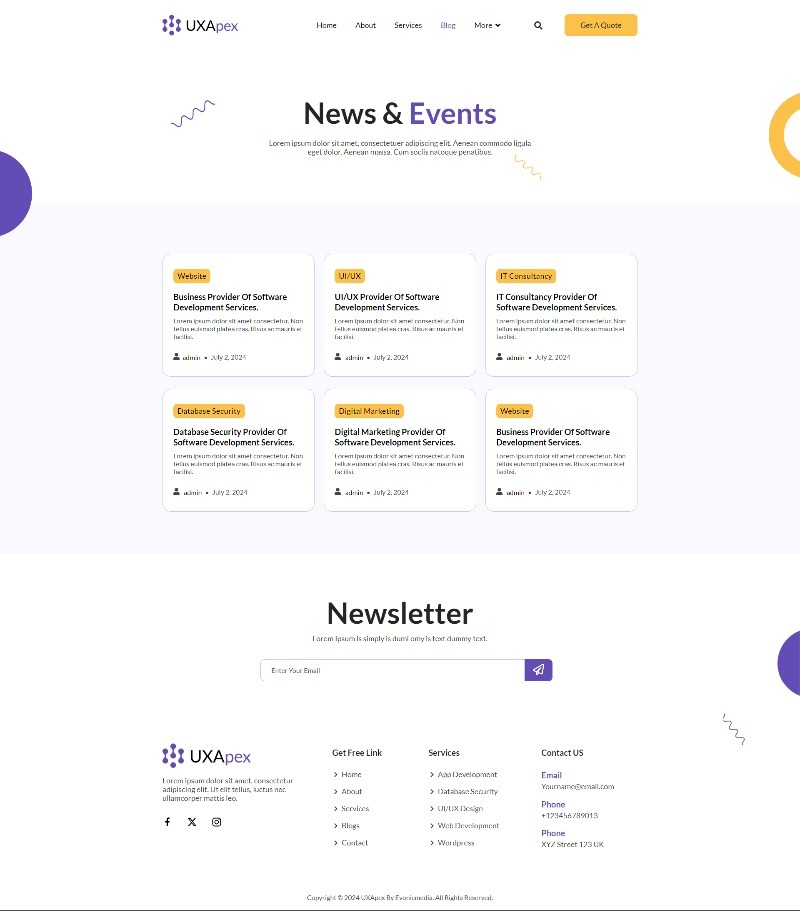 UXApex
Home About Services Blog More Get A Quote
News & Events
Lorem ipsum dolor sit amet, consectetuer adipiscing elit. Aenean commodo ligula
eget dolor. Aenean massa. Cum sociis natoque penatibus.
Website
Business Provider Of Software
Development Services.
Lorem ipsum dolor sit amet consectetur. Non
tellus euismod platea cras. Risus ac mauris et
facilisi.
admin • July 2, 2024
UI/UX
UI/UX Provider Of Software
Development Services.
Lorem ipsum dolor sit amet consectetur. Non
tellus euismod platea cras. Risus ac mauris et
facilisi.
admin • July 2, 2024
IT Consultancy
IT Consultancy Provider Of
Software Development Services.
Lorem ipsum dolor sit amet consectetur. Non
tellus euismod platea cras. Risus ac mauris et
facilisi.
admin • July 2, 2024
Database Security
Database Security Provider Of
Software Development Services.
Lorem ipsum dolor sit amet consectetur. Non
tellus euismod platea cras. Risus ac mauris et
facilisi.
admin • July 2, 2024
Digital Marketing
Digital Marketing Provider Of
Software Development Services.
Lorem ipsum dolor sit amet consectetur. Non
tellus euismod platea cras. Risus ac mauris et
facilisi.
admin • July 2, 2024
Website
Business Provider Of Software
Development Services.
Lorem ipsum dolor sit amet consectetur. Non
tellus euismod platea cras. Risus ac mauris et
facilisi.
admin • July 2, 2024
Newsletter
Lorem Ipsum is simply is dumi omy is text dummy text.
Enter Your Email
UXApex
Lorem ipsum dolor sit amet, consectetur
adipiscing elit. Ut elit tellus, luctus nec
ullamcorper mattis leo.
Get Free Link
Home
About
Services
Blogs
Contact
Services
App Development
Database Security
UI/UX Design
Web Development
Wordpress
Contact US
Email
Yourname@email.com
Phone
+123456789013
Phone
XYZ Street 123 UK
Copyright © 2024 UXApex By Evonicmedia. All Rights Reserved.